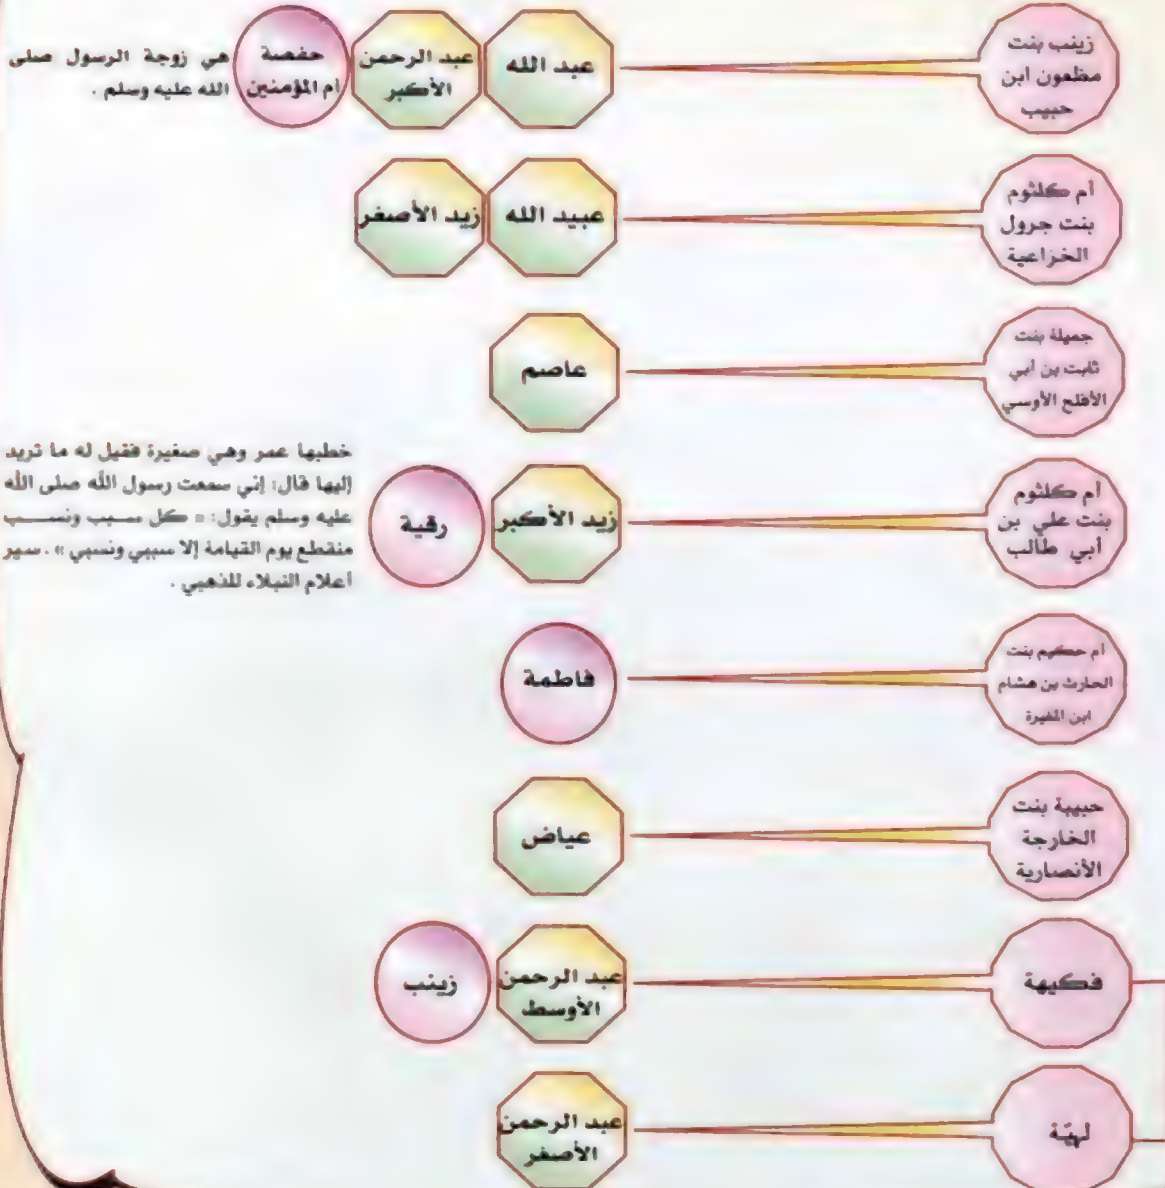 زينب بنت
مظعون ابن
حبيب
عبد الله
عبد الرحمن
الأكبر
حفصة
أم المؤمنين
هي زوجة الرسول صلى
الله عليه وسلم .
أم كلثوم
بنت جرول
الخزاعية
عبيد الله
زيد الأصغر
جميلة بنت
ثابت بن أبي
الأفلح الأوسي
عاصم
أم كلثوم
بنت علي بن
أبي طالب
زيد الأكبر
رقية
خطبها عمر وهي صغيرة فقيل له ما تريد
إليها قال: إني سمعت رسول الله صلى الله
عليه وسلم يقول: « كل سبب ونسب
منقطع يوم القيامة إلا سببي ونسبي » . سير
أعلام النبلاء للذهبي .
أم حكيم بنت
الحارث بن هشام
ابن المغيرة
فاطمة
حبيبة بنت
الخارجة
الأنصارية
عياض
فكيهة
عبد الرحمن
الأوسط
زينب
لهيّة
عبد الرحمن
الأصغر